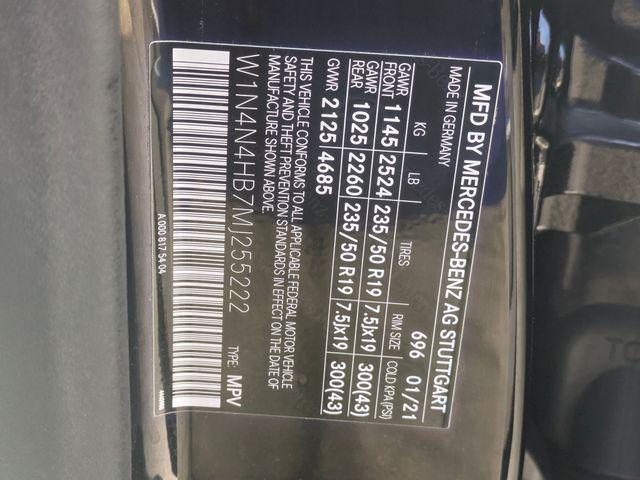 MFD BY MERCEDES-BENZ AG STUTTGART
MADE IN GERMANY 696 01/21
KG LB TIRES RIM SIZE COLD KPA(PSI)
GAWR FRONT 1145 2524 235/50 R19 7.5Jx19 300(43)
GAWR REAR 1025 2260 235/50 R19 7.5Jx19 300(43)
GVWR 2125 4685
THIS VEHICLE CONFORMS TO ALL APPLICABLE FEDERAL MOTOR VEHICLE
SAFETY AND THEFT PREVENTION STANDARDS IN EFFECT ON THE DATE OF
MANUFACTURE SHOWN ABOVE.
W1N4N4HB7MJ255222 TYPE: MPV
A 000 817 54 04